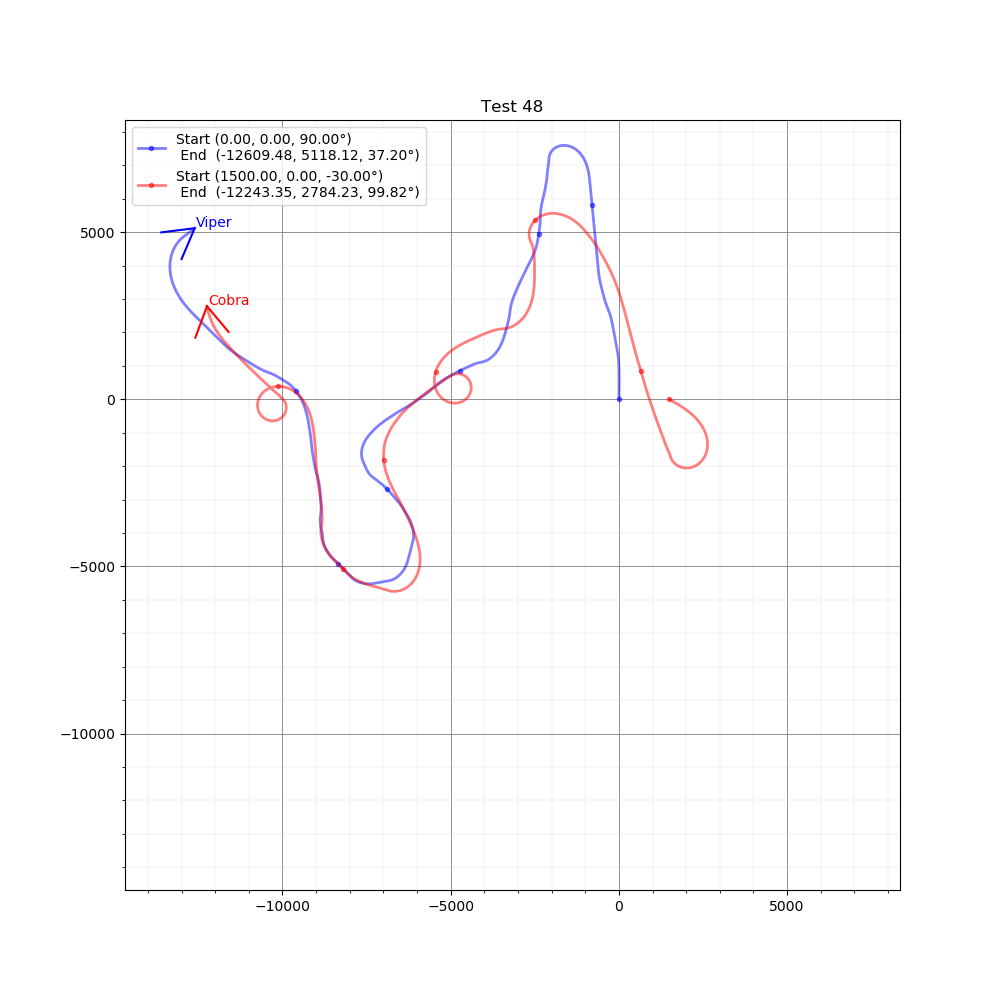 Test 48
Start (0.00, 0.00, 90.00°)
End  (-12609.48, 5118.12, 37.20°)
Start (1500.00, 0.00, -30.00°)
End  (-12243.35, 2784.23, 99.82°)
Viper
Cobra
5000
0
−5000
−10000
−10000
−5000
0
5000